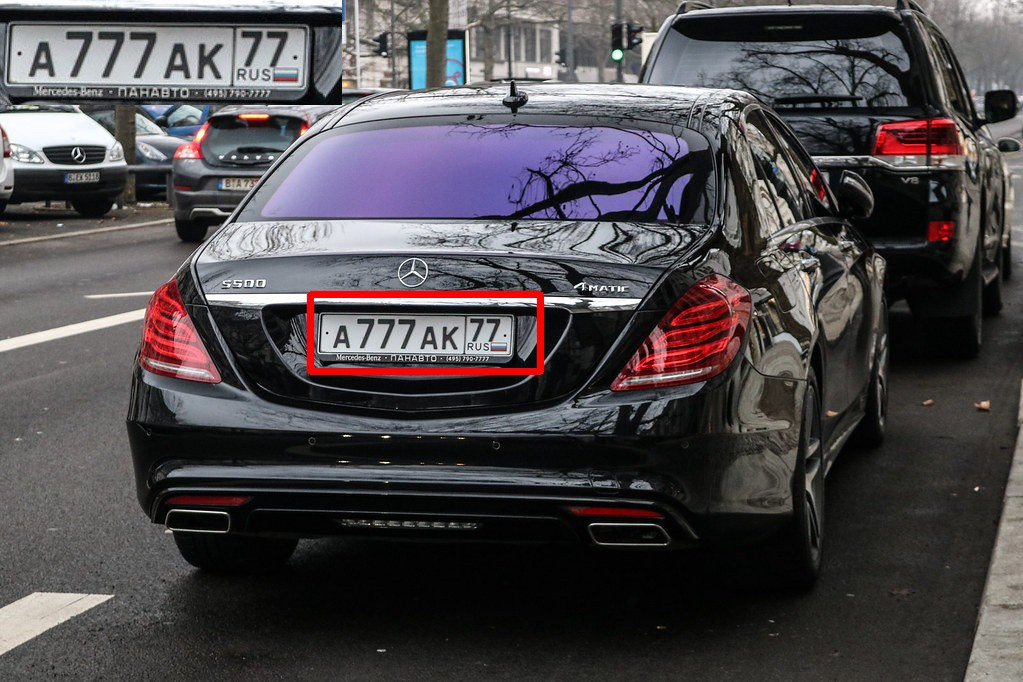 А777АК 77
RUS
Mercedes-Benz • ПАНАВТО • (495) 790-7777
S500
4MATIC
А777АК 77
RUS
Mercedes-Benz • ПАНАВТО • (495) 790-7777
V8